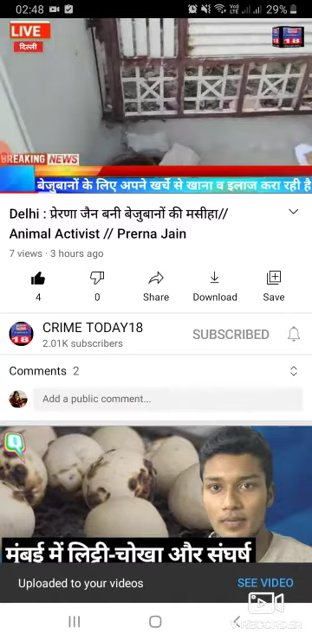 02:48
29%
LIVE
दिल्ली
BREAKING NEWS
बेजुबानों के लिए अपने खर्चे से खाना व इलाज करा रही है
Delhi : प्रेरणा जैन बनी बेजुबानों की मसीहा//
Animal Activist // Prerna Jain
7 views · 3 hours ago
4
0
Share
Download
Save
CRIME TODAY18
SUBSCRIBED
2.01K subscribers
Comments 2
Add a public comment...
मुंबई में लिट्टी-चोखा और संघर्ष
Uploaded to your videos
SEE VIDEO